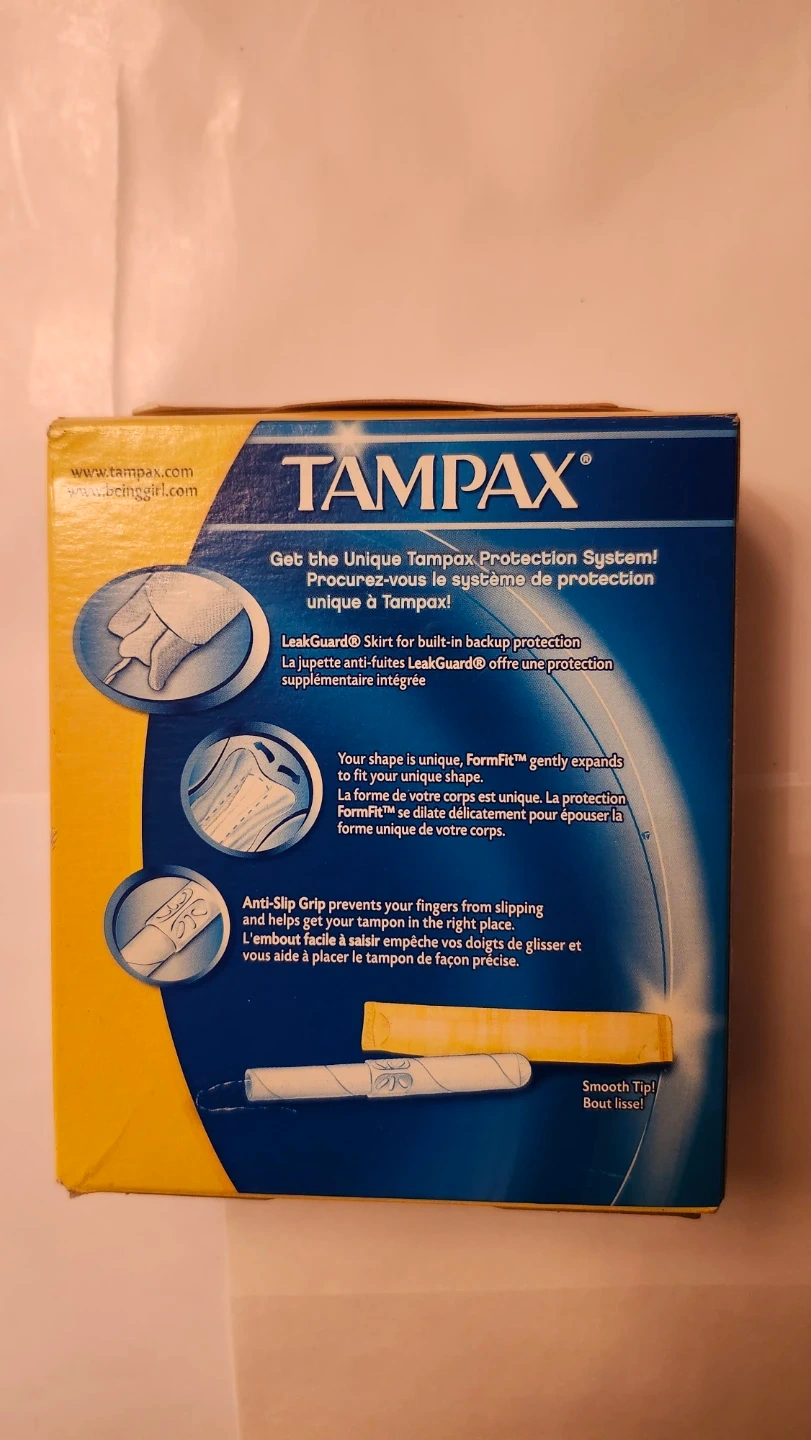 www.tampax.com
www.beinggirl.com
TAMPAX®
Get the Unique Tampax Protection System!
Procurez-vous le système de protection
unique à Tampax!
LeakGuard® Skirt for built-in backup protection
La jupette anti-fuites LeakGuard® offre une protection
supplémentaire intégrée
Your shape is unique, FormFit™ gently expands
to fit your unique shape.
La forme de votre corps est unique. La protection
FormFit™ se dilate délicatement pour épouser la
forme unique de votre corps.
Anti-Slip Grip prevents your fingers from slipping
and helps get your tampon in the right place.
L'embout facile à saisir empêche vos doigts de glisser et
vous aide à placer le tampon de façon précise.
Smooth Tip!
Bout lisse!